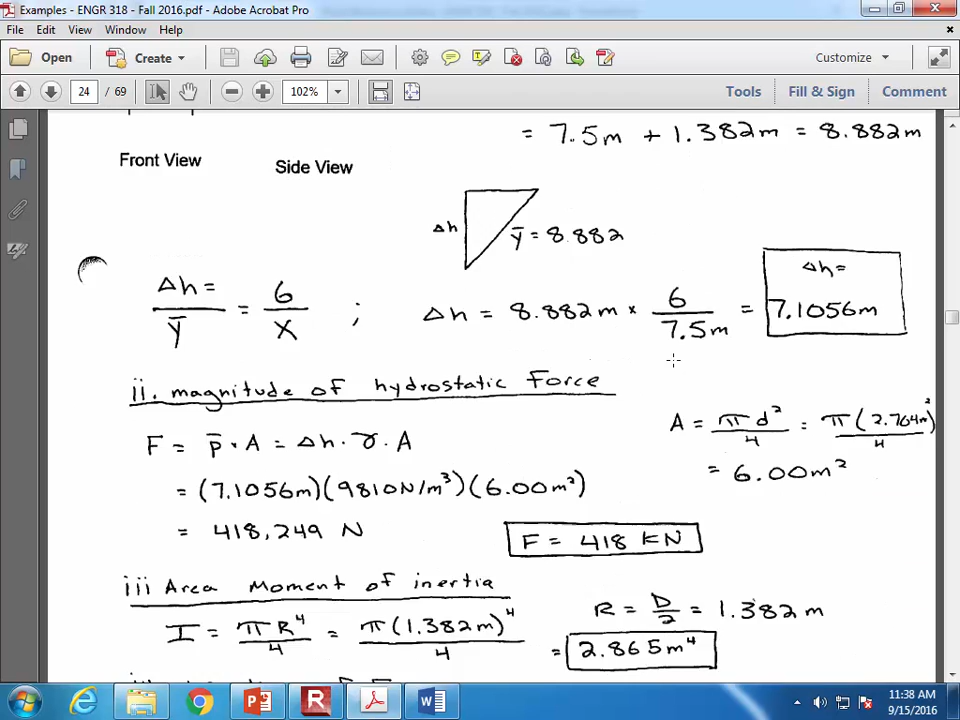 Examples - ENGR 318 - Fall 2016.pdf - Adobe Acrobat Pro
File Edit View Window Help
Open Create Customize
24 / 69 102% Tools Fill & Sign Comment
= 7.5m + 1.382m = 8.882m
Front View Side View
Δh
ȳ = 8.882
Δh = / ȳ = 6 / x ; Δh = 8.882m × 6 / 7.5m = Δh = 7.1056m
ii. magnitude of hydrostatic Force
F = p̄ · A = Δh · γ · A
A = πd² / 4 = π(2.764m)² / 4
= 6.00m²
= (7.1056m)(9810N/m³)(6.00m²)
= 418,249 N
F = 418 KN
iii Area Moment of inertia
R = D / 2 = 1.382 m
I = πR⁴ / 4 = π(1.382m)⁴ / 4 = 2.865m⁴
11:38 AM
9/15/2016